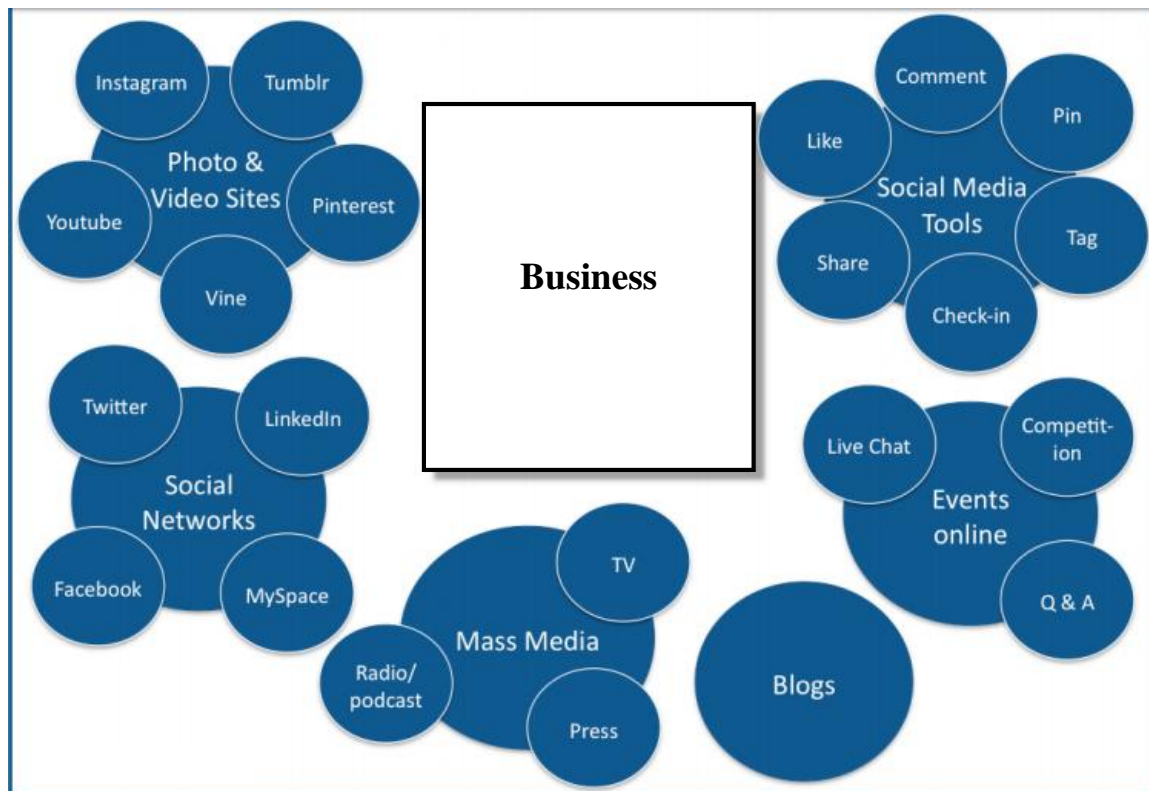 Instagram
Tumblr
Photo &
Video Sites
Youtube
Pinterest
Vine
Business
Comment
Pin
Like
Social Media
Tools
Share
Tag
Check-in
Twitter
LinkedIn
Social
Networks
Facebook
MySpace
TV
Mass Media
Radio/
podcast
Press
Blogs
Live Chat
Competit-
ion
Events
online
Q & A